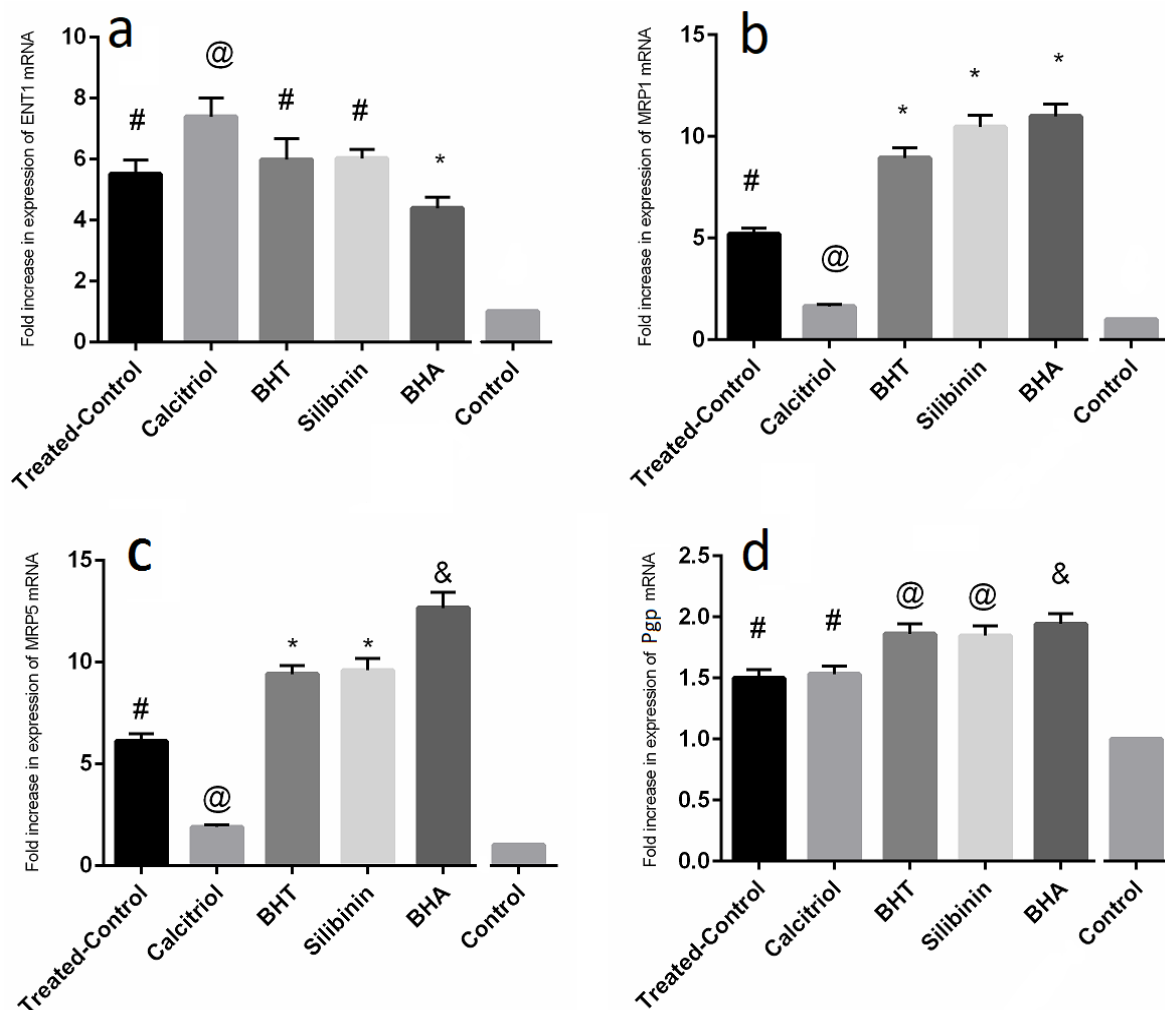 a
Fold increase in expression of ENT1 mRNA
10
8
6
4
2
0
#
@
#
#
*
Treated-Control
Calcitriol
BHT
Silibinin
BHA
Control
b
Fold increase in expression of MRP1 mRNA
15
10
5
0
#
@
*
*
*
Treated-Control
Calcitriol
BHT
Silibinin
BHA
Control
c
Fold increase in expression of MRP5 mRNA
15
10
5
0
#
@
*
*
&
Treated-Control
Calcitriol
BHT
Silibinin
BHA
Control
d
Fold increase in expression of Pgp mRNA
2.5
2.0
1.5
1.0
0.5
0.0
#
#
@
@
&
Treated-Control
Calcitriol
BHT
Silibinin
BHA
Control